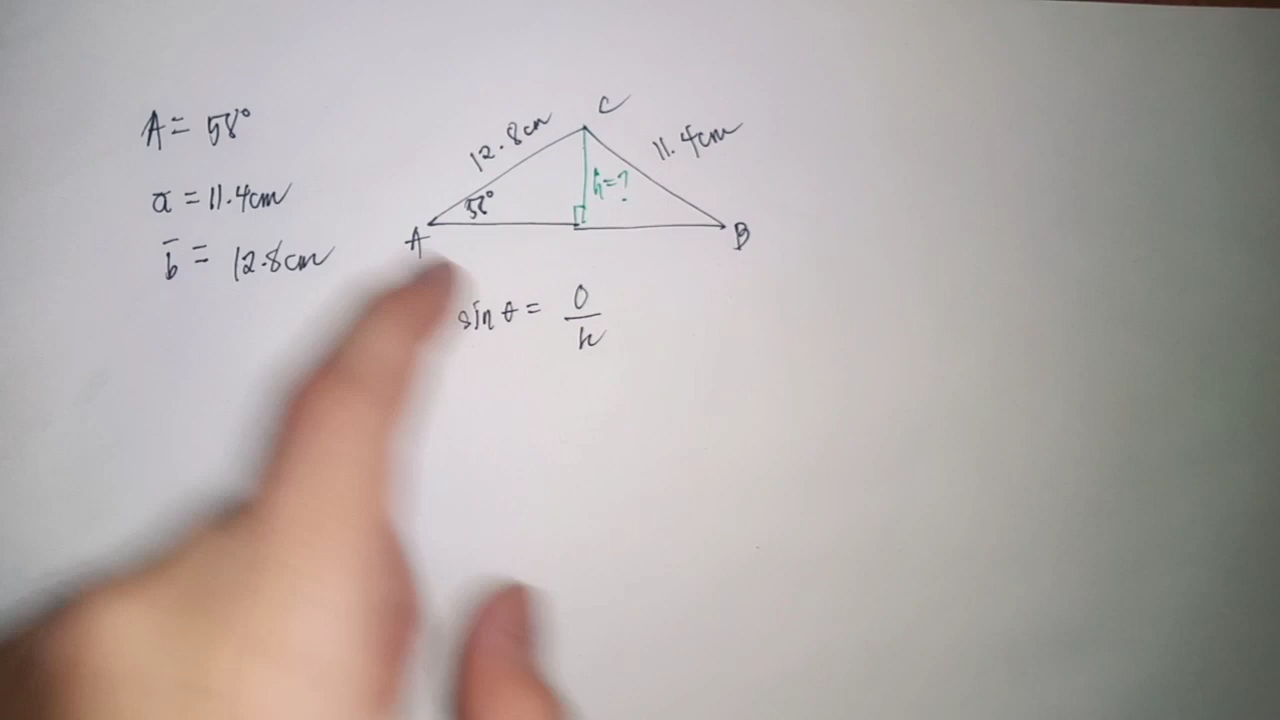 A = 58°
a = 11.4cm
b = 12.8cm
C
12.8cm
11.4cm
h=?
58°
A
B
sin θ = O/h